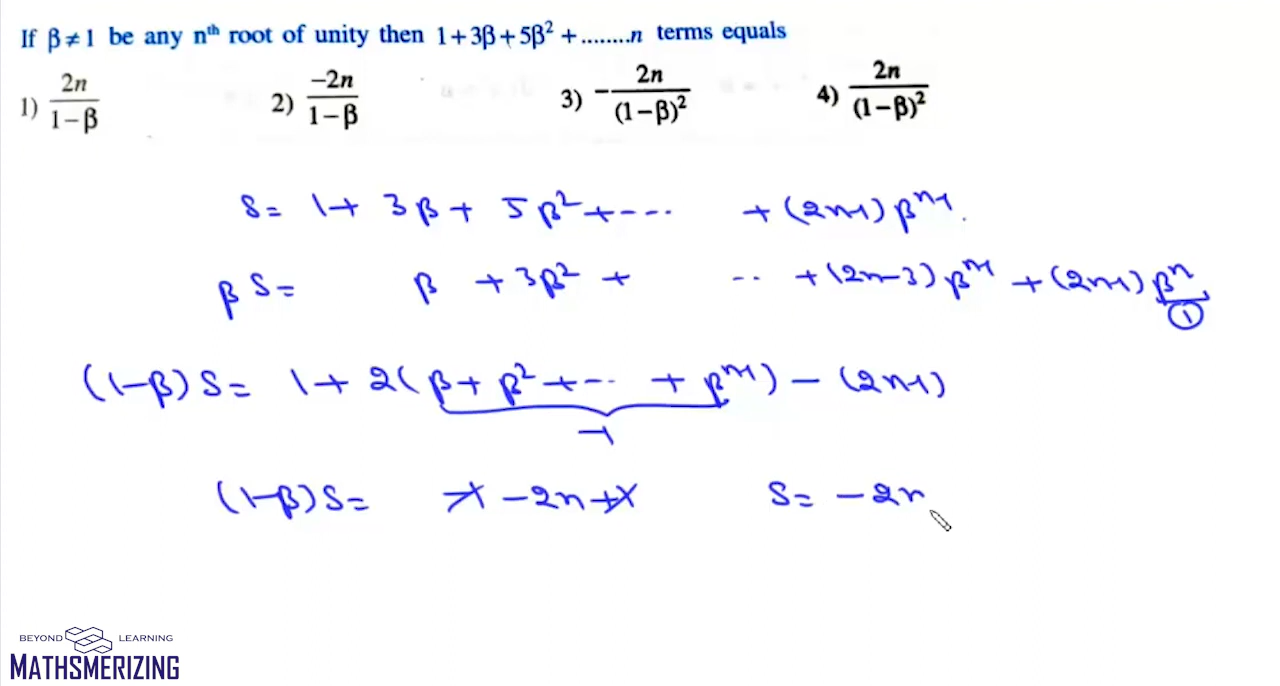 If β ≠ 1 be any nᵗʰ root of unity then 1+3β+5β²+........n terms equals
1) 2n/(1−β) 2) −2n/(1−β) 3) −2n/(1−β)² 4) 2n/(1−β)²
S = 1 + 3β + 5β² + ---- + (2n-1) βⁿ⁻¹.
βS = β + 3β² + -- + (2n-3) βⁿ⁻¹ + (2n-1) βⁿ
1
(1-β) S = 1 + 2(β + β² + -- + βⁿ⁻¹) - (2n-1)
-1
(1-β)S = -1 - 2n + 1 S = -2n
BEYOND LEARNING
MATHSMERIZING